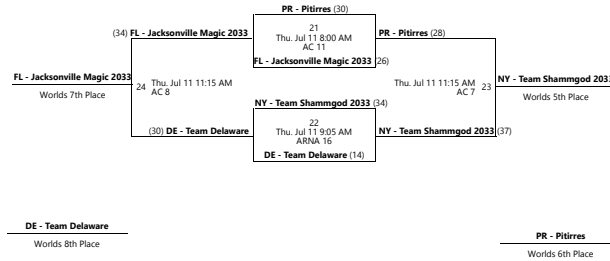 PR - Pitirres (30)
(34) FL - Jacksonville Magic 2033
21
Thu. Jul 11 8:00 AM
AC 11
PR - Pitirres (28)
FL - Jacksonville Magic 2033 (26)
FL - Jacksonville Magic 2033
24 Thu. Jul 11 11:15 AM
AC 8
Worlds 7th Place
Thu. Jul 11 11:15 AM 23
AC 7
NY - Team Shammgod 2033
Worlds 5th Place
NY - Team Shammgod 2033 (34)
(30) DE - Team Delaware
22
Thu. Jul 11 9:05 AM
ARNA 16
NY - Team Shammgod 2033 (37)
DE - Team Delaware (14)
DE - Team Delaware
Worlds 8th Place
PR - Pitirres
Worlds 6th Place